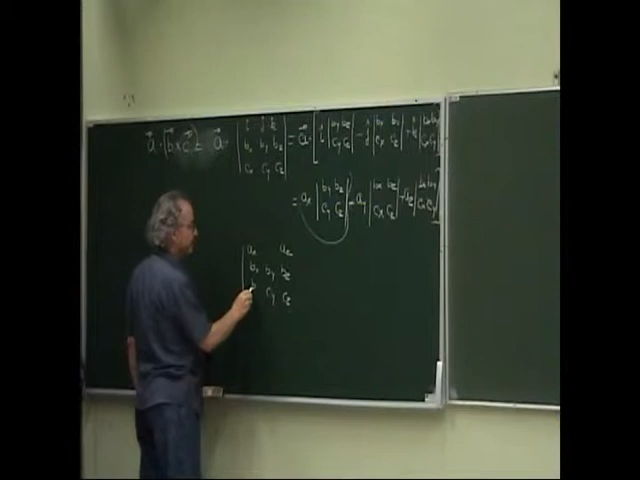 a⃗ · (b⃗ × c⃗) = a⃗ · | i j k ; bx by bz ; cx cy cz | = a⃗ · [ i | by bz ; cy cz | − j | bx bz ; cx cz | + k | bx by ; cx cy |
= ax | by bz ; cy cz | − ay | bx bz ; cx cz | + az | bx by ; cx cy |
| ax az
bx by bz
cy cz